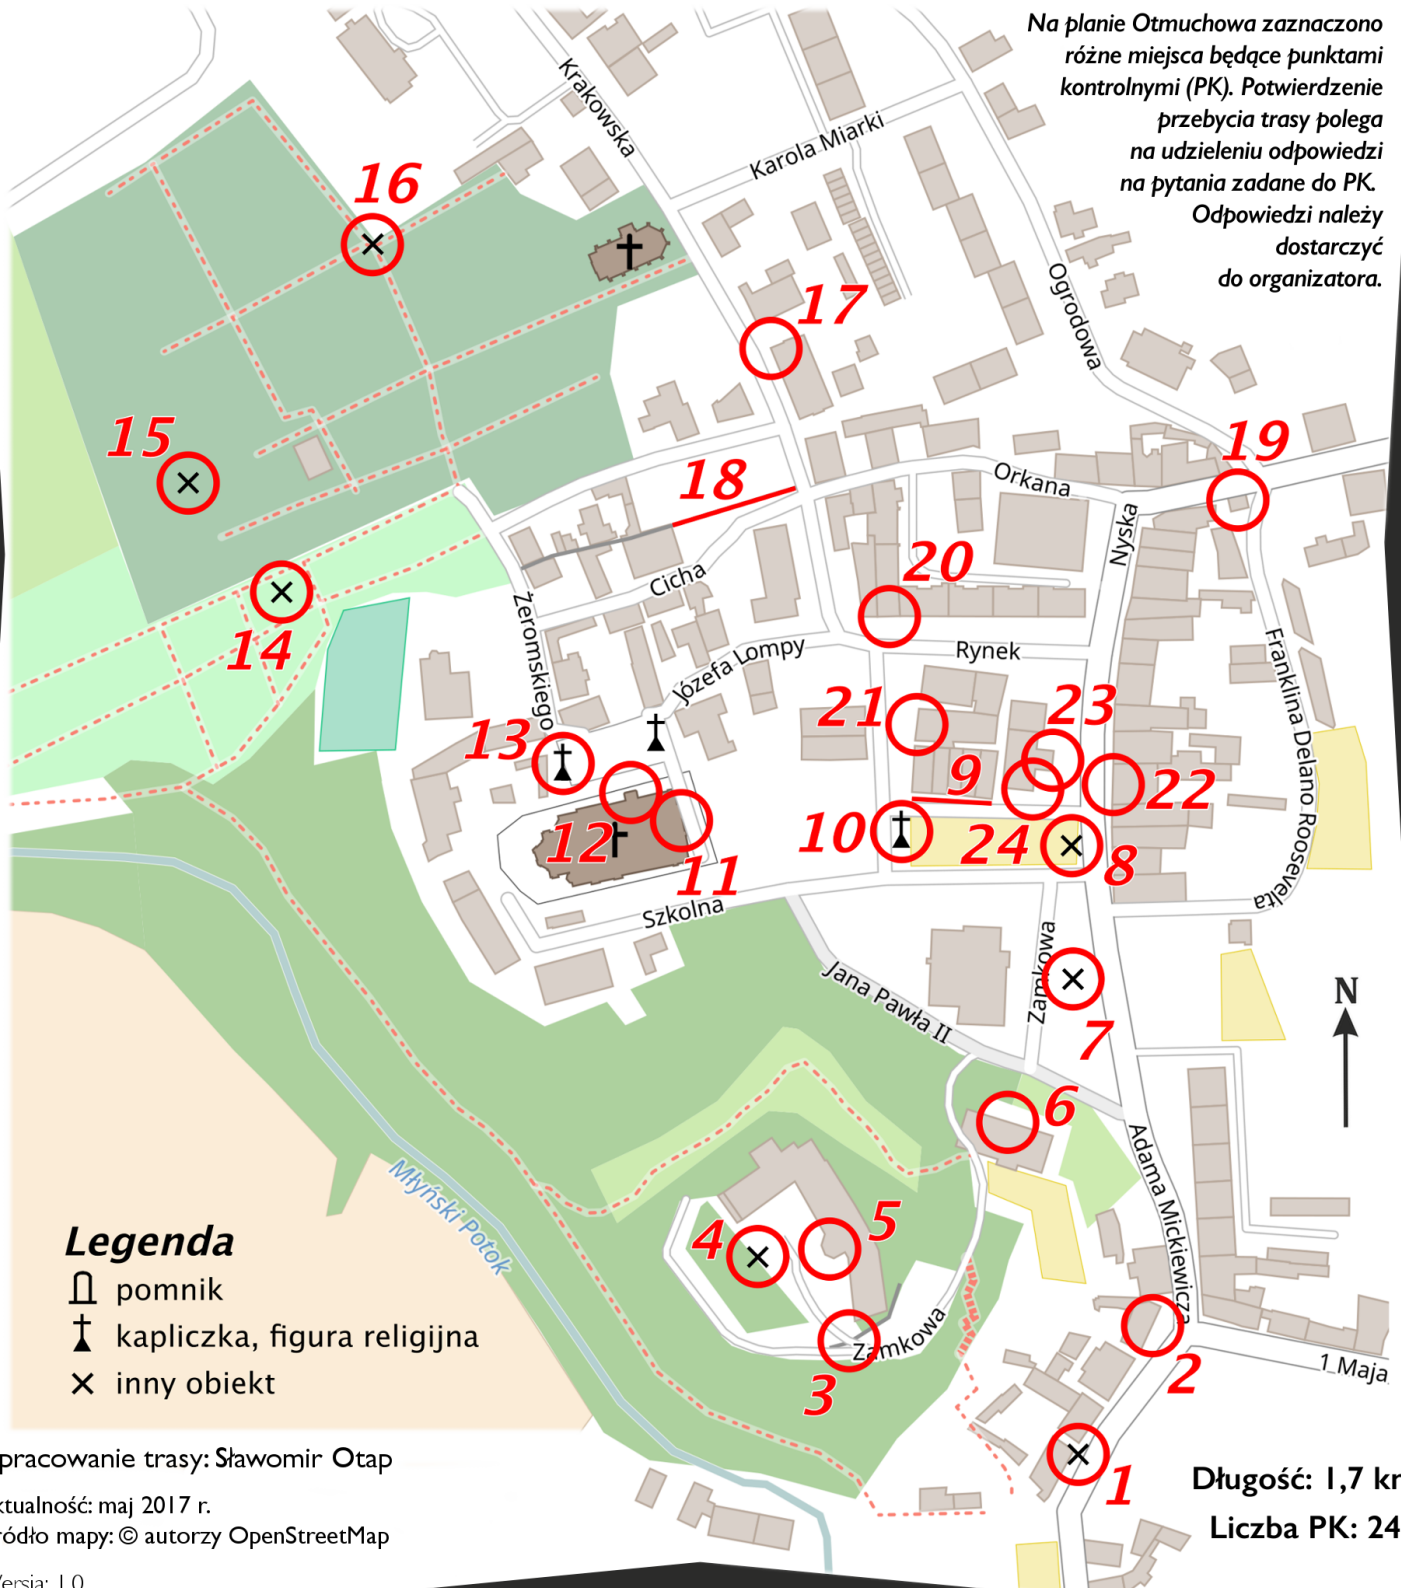 Na planie Otmuchowa zaznaczono
różne miejsca będące punktami
kontrolnymi (PK). Potwierdzenie
przebycia trasy polega
na udzieleniu odpowiedzi
na pytania zadane do PK.
Odpowiedzi należy
dostarczyć
do organizatora.
Krakowska
Karola Miarki
16
17
Ogrodowa
15
18
19
Orkana
Nyska
20
Cicha
14
Żeromskiego
Rynek
Józefa Lompy
Franklina Delano Roosevelta
21
23
13
9
22
10
12
24
8
11
Szkolna
Zamkowa
Jana Pawła II
7
N
6
Adama Mickiewicza
Młyński Potok
5
4
Legenda
pomnik
kapliczka, figura religijna
inny obiekt
Zamkowa
3
2
1 Maja
1
pracowanie trasy: Sławomir Otap
ktualność: maj 2017 r.
ródło mapy: © autorzy OpenStreetMap
ersja: 1.0
Długość: 1,7 km
Liczba PK: 24